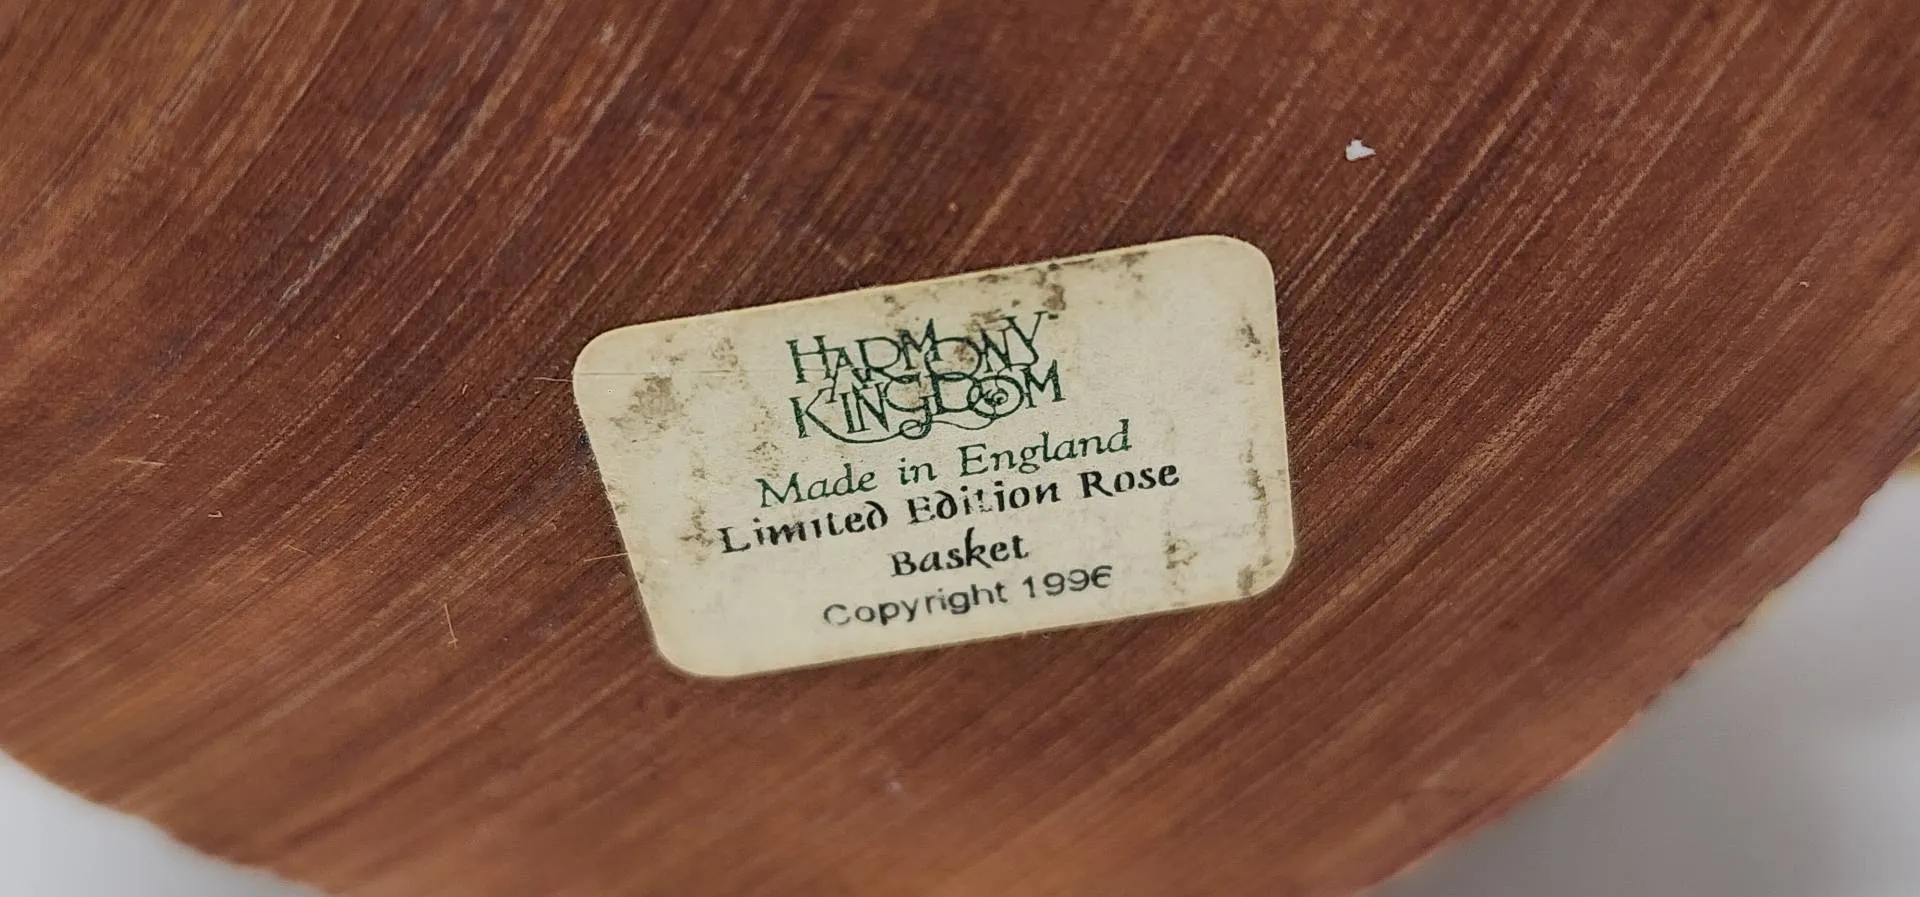 HARMONY
KINGDOM
Made in England
Limited Edition Rose
Basket
Copyright 1996